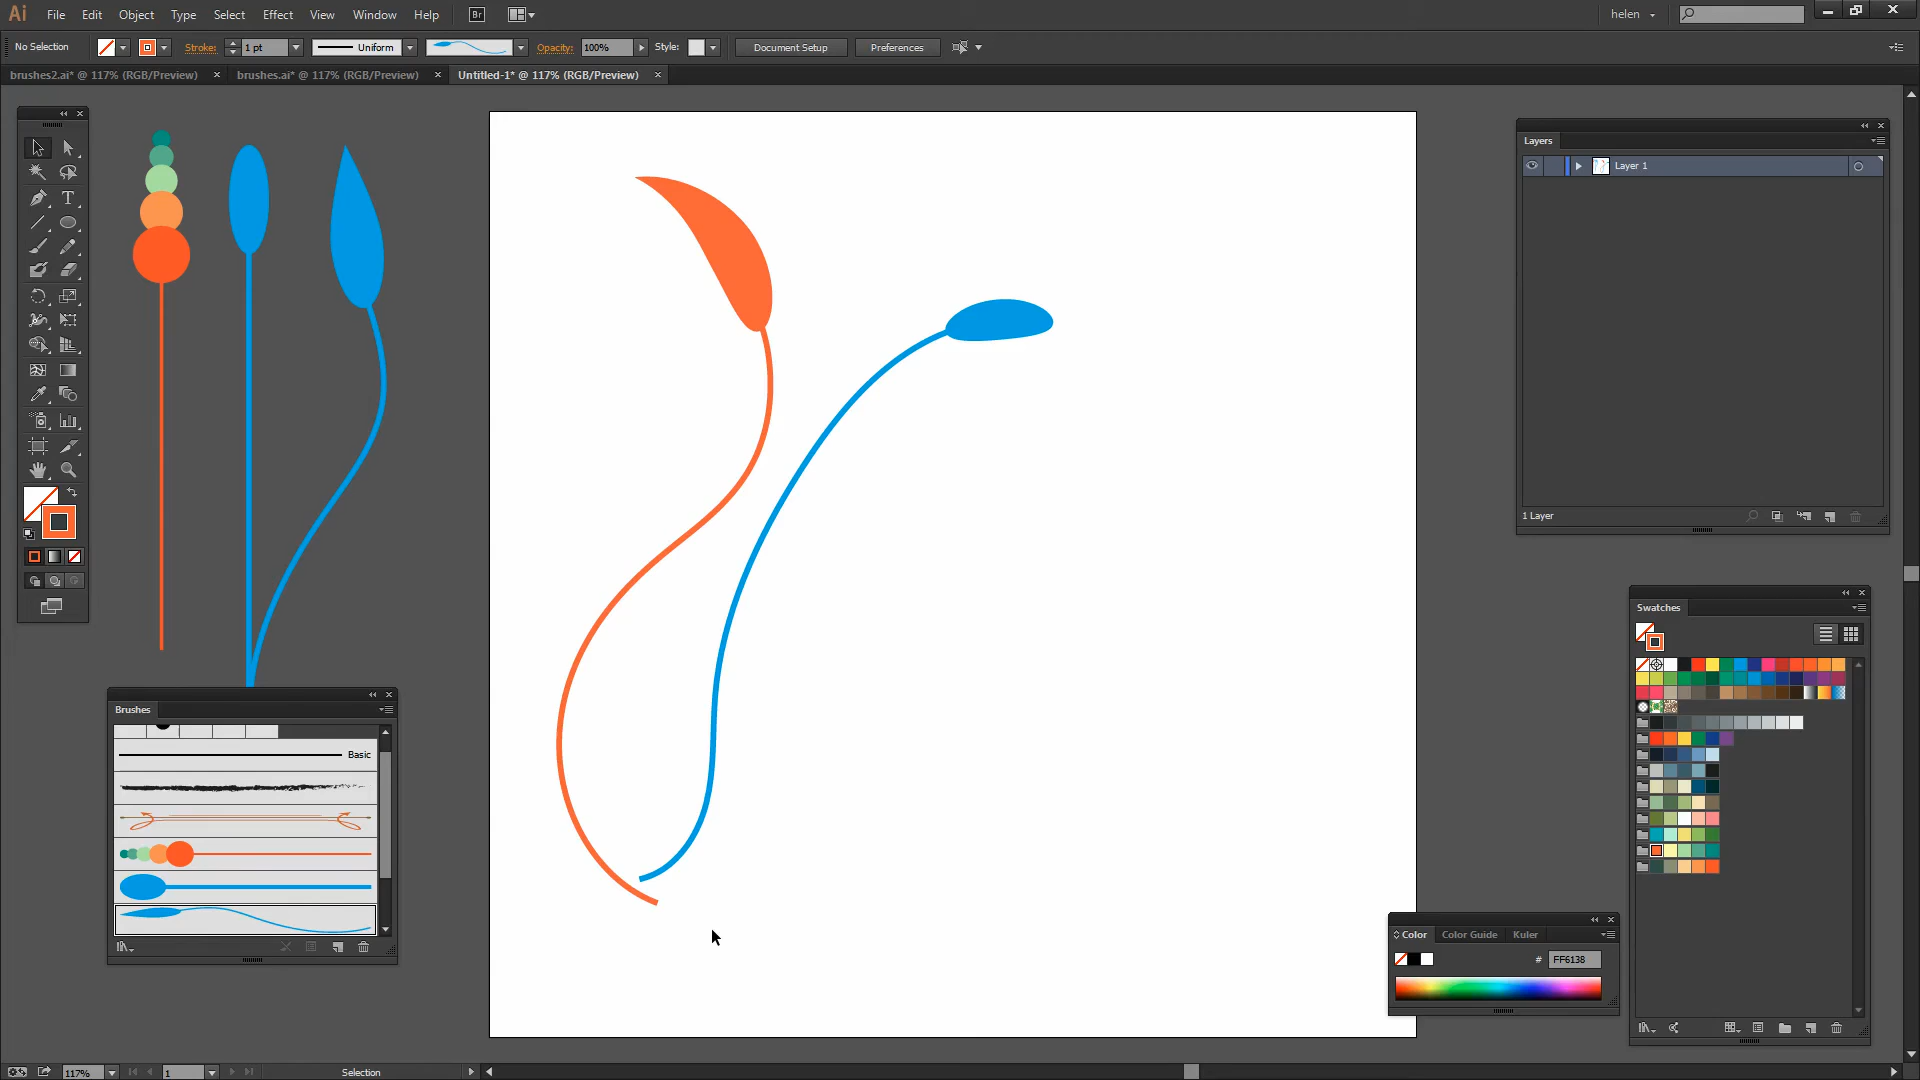 Ai File Edit Object Type Select Effect View Window Help Br helen
No Selection Stroke: 1 pt Uniform Opacity: 100% Style: Document Setup Preferences
brushes2.ai* @ 117% (RGB/Preview) × brushes.ai* @ 117% (RGB/Preview) × Untitled-1* @ 117% (RGB/Preview) ×
Layers
Layer 1
1 Layer
Swatches
Brushes
Basic
Color Color Guide Kuler
# FF6138
117% 1 Selection